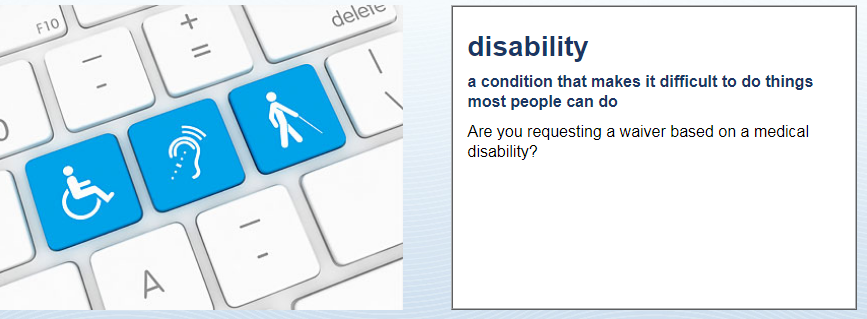 F10
delete
+
=
-
-
A
-
-
disability
a condition that makes it difficult to do things
most people can do
Are you requesting a waiver based on a medical
disability?